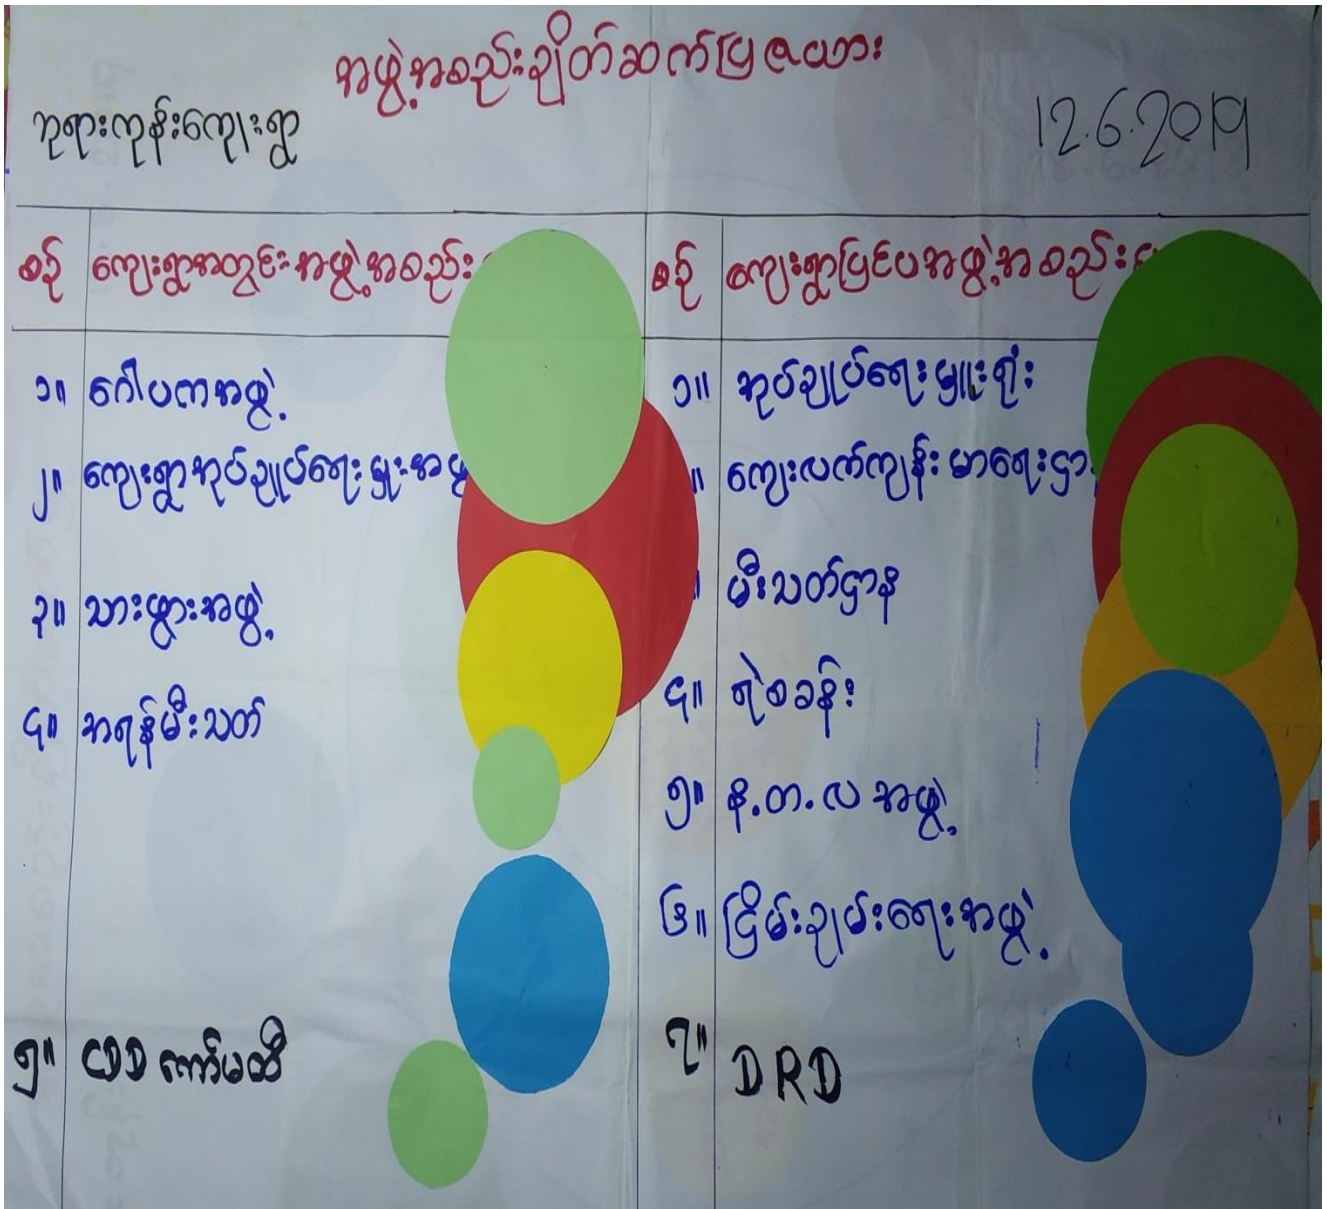 အဖွဲ့အစည်းချိတ်ဆက်ပြဇယား
ဘုရားကုန်းကျေးရွာ
12.6.2019
စဉ် ကျေးရွာအတွင်းအဖွဲ့အစည်း
၁။ ဂေါပကအဖွဲ့
၂။ ကျေးရွာအုပ်ချုပ်ရေးမှူးအဖွ
၃။ သားဖွားအဖွဲ့
၄။ အရန်မီးသတ်
၅။ CDD ကော်မတီ
စဉ် ကျေးရွာပြင်ပအဖွဲ့အစည်း
၁။ အုပ်ချုပ်ရေးမှူးရုံး
။ ကျေးလက်ကျန်းမာရေးဌာ
။ မီးသတ်ဌာန
၄။ ရဲစခန်း
၅။ န.တ.လ အဖွဲ့
၆။ ငြိမ်းချမ်းရေးအဖွဲ့
၇။ DRD